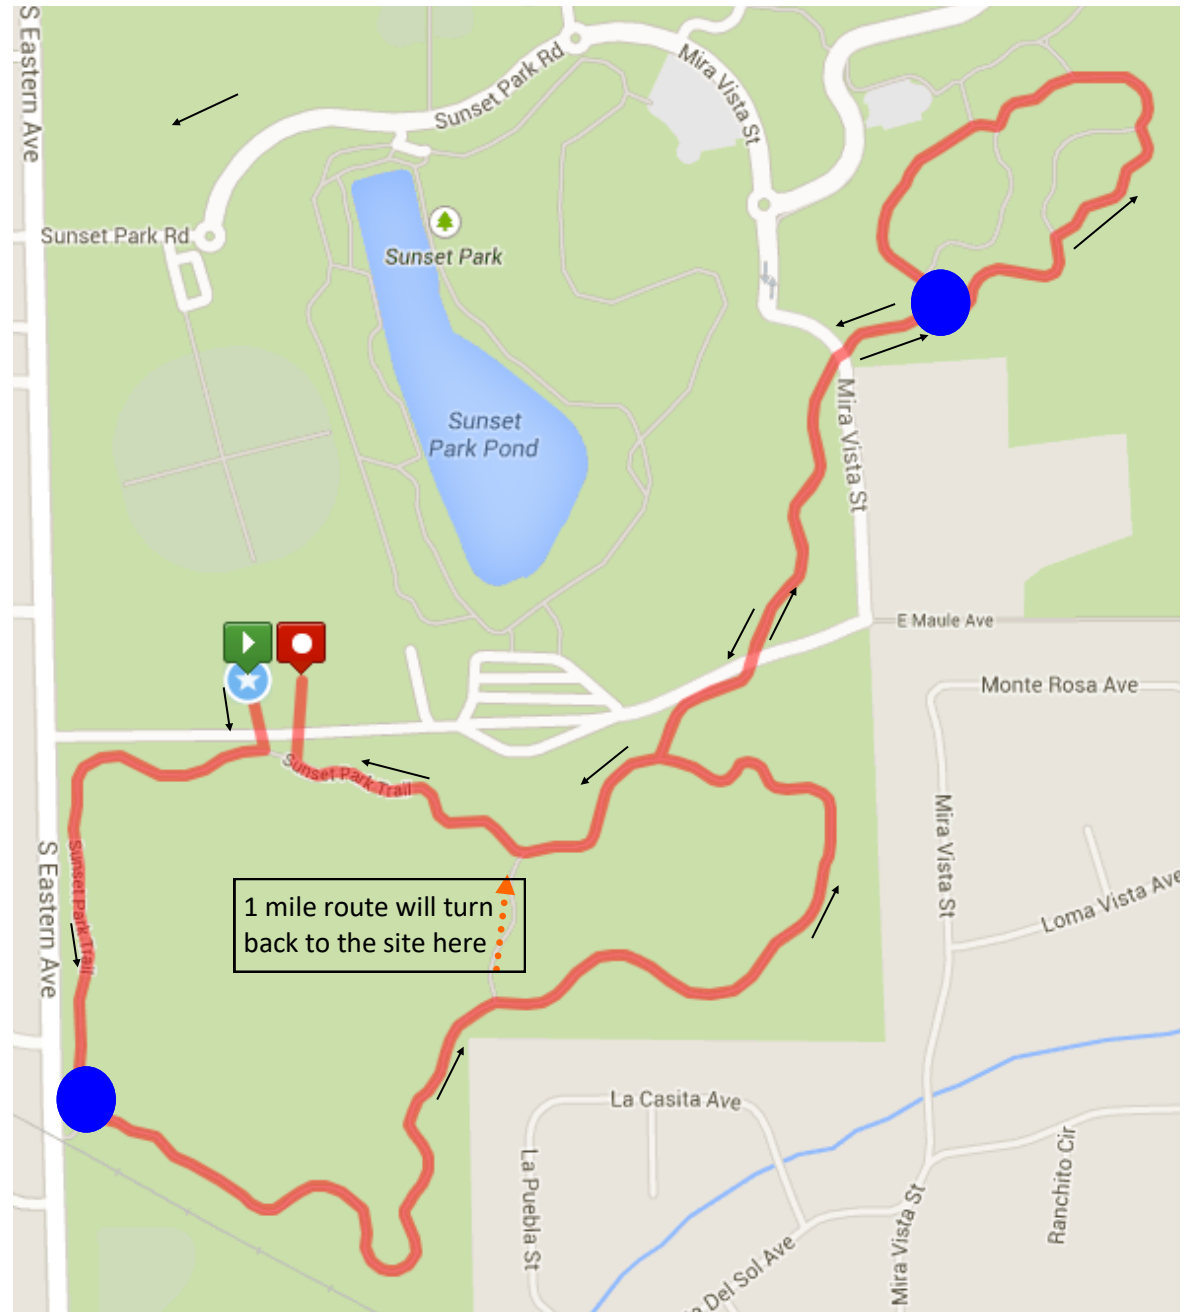 S Eastern Ave
Sunset Park Rd
Mira Vista St
Sunset Park Rd
Sunset Park
Sunset
Park Pond
Mira Vista St
E Maule Ave
Monte Rosa Ave
Sunset Park Trail
Mira Vista St
S Eastern Ave
Sunset Park Trail
1 mile route will turn
back to the site here
Loma Vista Ave
La Casita Ave
La Puebla St
Ranchito Cir
Mira Vista St
Del Sol Ave